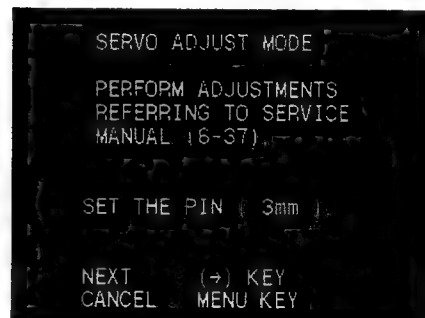 SERVO ADJUST MODE
PERFORM ADJUSTMENTS
REFERRING TO SERVICE
MANUAL (6-37).
SET THE PIN ( 3mm ).
NEXT (→) KEY
CANCEL MENU KEY